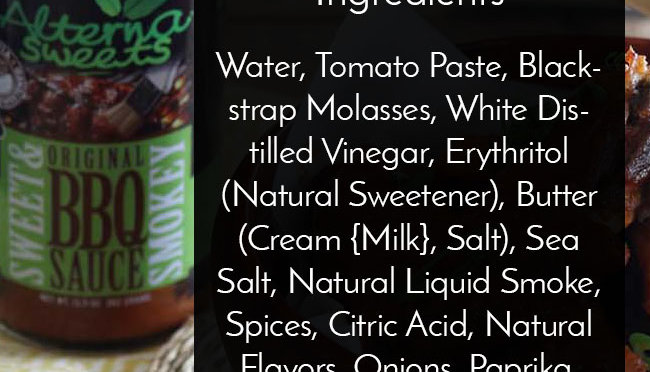 Alterna
sweets
SWEET &
SMOKEY
ORIGINAL
BBQ
SAUCE
Ingredients
Water, Tomato Paste, Black-
strap Molasses, White Dis-
tilled Vinegar, Erythritol
(Natural Sweetener), Butter
(Cream {Milk}, Salt), Sea
Salt, Natural Liquid Smoke,
Spices, Citric Acid, Natural
Flavors, Onions, Paprika,